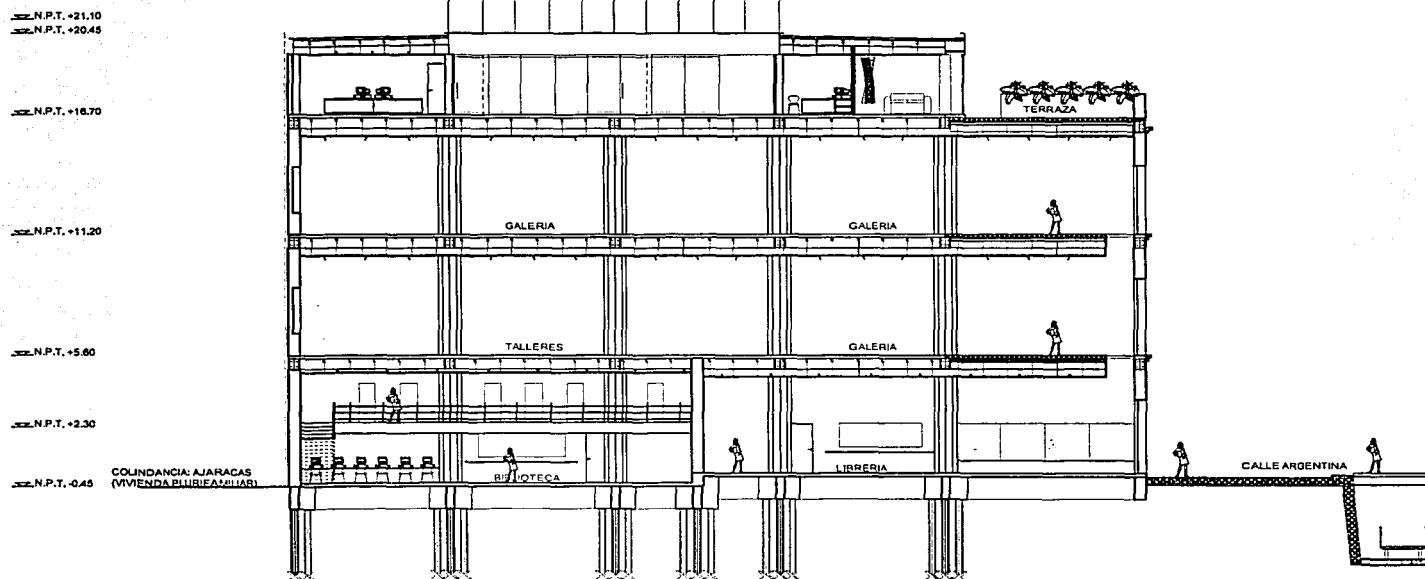 N.P.T. +21.10
N.P.T. +20.45
N.P.T. +16.70
TERRAZA
GALERIA
GALERIA
N.P.T. +11.20
TALLERES
GALERIA
N.P.T. +5.60
N.P.T. +2.30
COLINDANCIA: AJARACAS
(VIVIENDA PLURIFAMILIAR)
N.P.T. -0.45
BIBLIOTECA
LIBRERIA
CALLE ARGENTINA